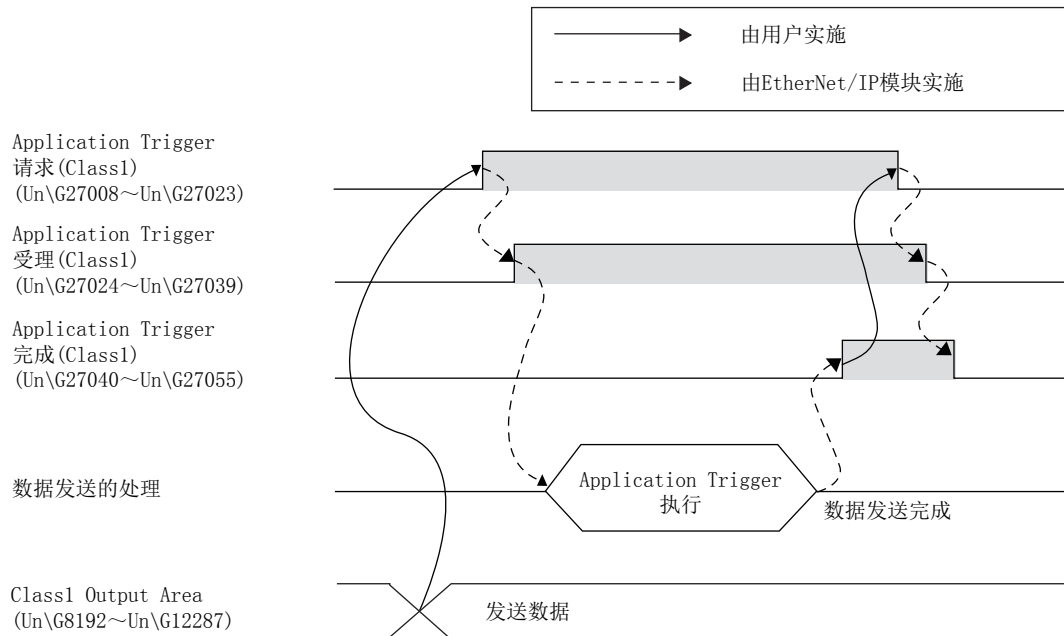 由用户实施
由EtherNet/IP模块实施
Application Trigger
请求(Class1)
(Un\G27008～Un\G27023)
Application Trigger
受理(Class1)
(Un\G27024～Un\G27039)
Application Trigger
完成(Class1)
(Un\G27040～Un\G27055)
数据发送的处理
Application Trigger
执行
数据发送完成
Class1 Output Area
(Un\G8192～Un\G12287)
发送数据